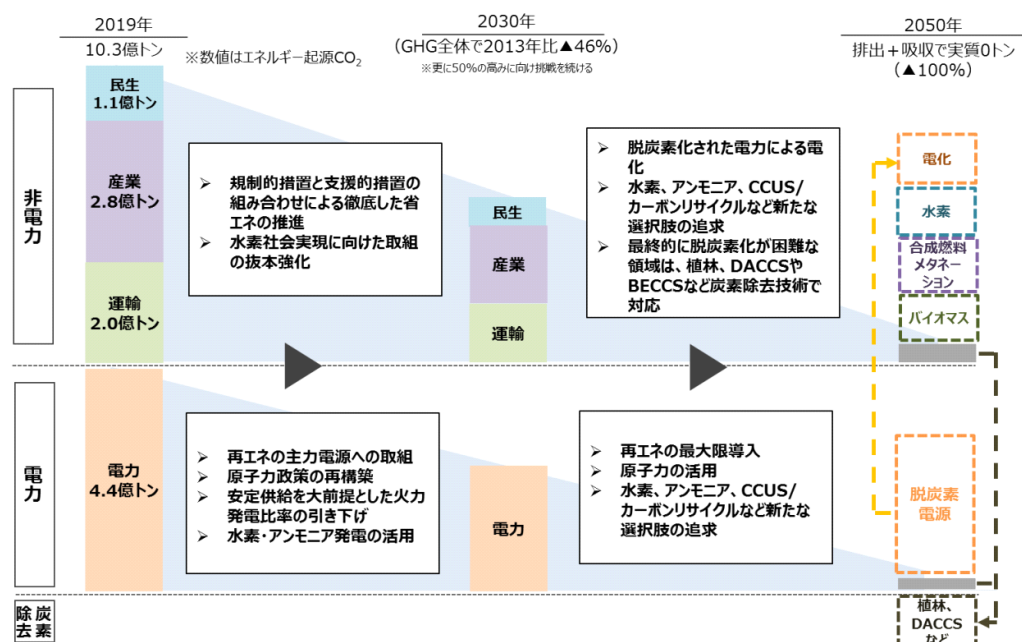 2019年
10.3億トン
※数値はエネルギー起源CO₂
2030年
(GHG全体で2013年比▲46%)
※更に50%の高みに向け挑戦を続ける
2050年
排出+吸収で実質0トン
(▲100%)
非電力
民生
1.1億トン
産業
2.8億トン
運輸
2.0億トン
➢ 規制的措置と支援的措置の
組み合わせによる徹底した省
エネの推進
➢ 水素社会実現に向けた取組
の抜本強化
民生
産業
運輸
➢ 脱炭素化された電力による電
化
➢ 水素、アンモニア、CCUS/
カーボンリサイクルなど新たな
選択肢の追求
➢ 最終的に脱炭素化が困難な
領域は、植林、DACCSや
BECCSなど炭素除去技術で
対応
電化
水素
合成燃料
メタネー
ション
バイオマス
電力
電力
4.4億トン
➢ 再エネの主力電源への取組
➢ 原子力政策の再構築
➢ 安定供給を大前提とした火力
発電比率の引き下げ
➢ 水素・アンモニア発電の活用
電力
➢ 再エネの最大限導入
➢ 原子力の活用
➢ 水素、アンモニア、CCUS/
カーボンリサイクルなど新たな
選択肢の追求
脱炭素
電源
炭素
除去
植林、
DACCS
など